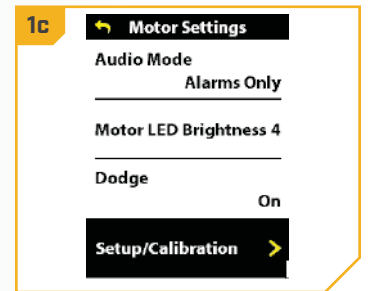 1c
Motor Settings
Audio Mode
Alarms Only
Motor LED Brightness 4
Dodge
On
Setup/Calibration